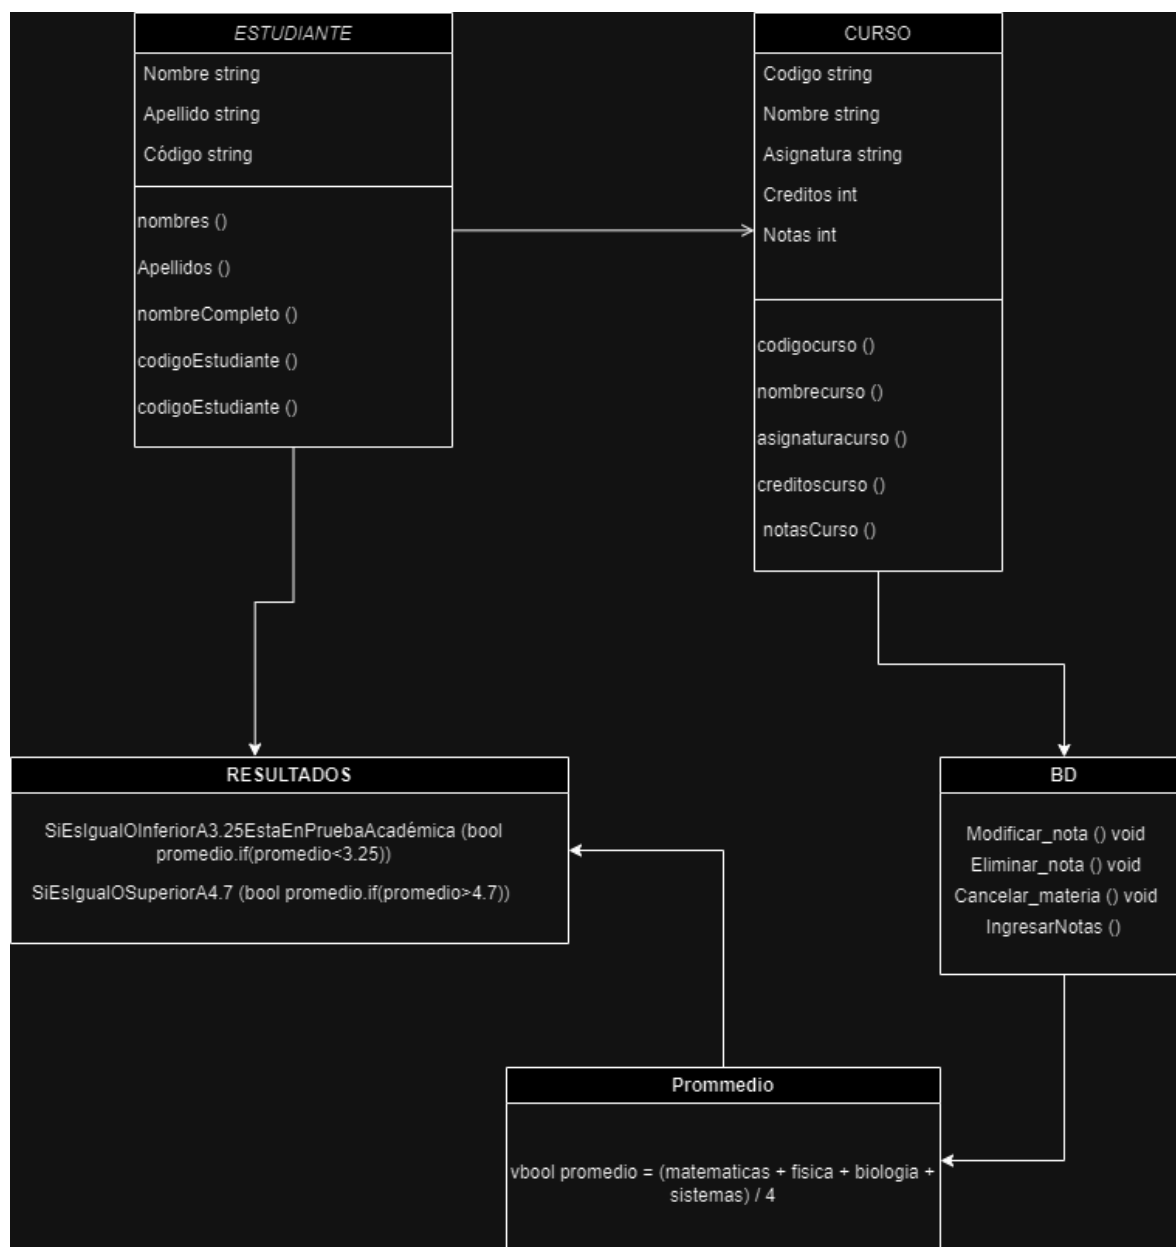 ESTUDIANTE
Nombre string
Apellido string
Código string
nombres ()
Apellidos ()
nombreCompleto ()
codigoEstudiante ()
codigoEstudiante ()
CURSO
Codigo string
Nombre string
Asignatura string
Creditos int
Notas int
codigocurso ()
nombrecurso ()
asignaturacurso ()
creditoscurso ()
notasCurso ()
RESULTADOS
SiEsIgualOInferiorA3.25EstaEnPruebaAcadémica (bool
promedio.if(promedio<3.25))
SiEsIgualOSuperiorA4.7 (bool promedio.if(promedio>4.7))
BD
Modificar_nota () void
Eliminar_nota () void
Cancelar_materia () void
IngresarNotas ()
Prommedio
vbool promedio = (matematicas + fisica + biologia +
sistemas) / 4